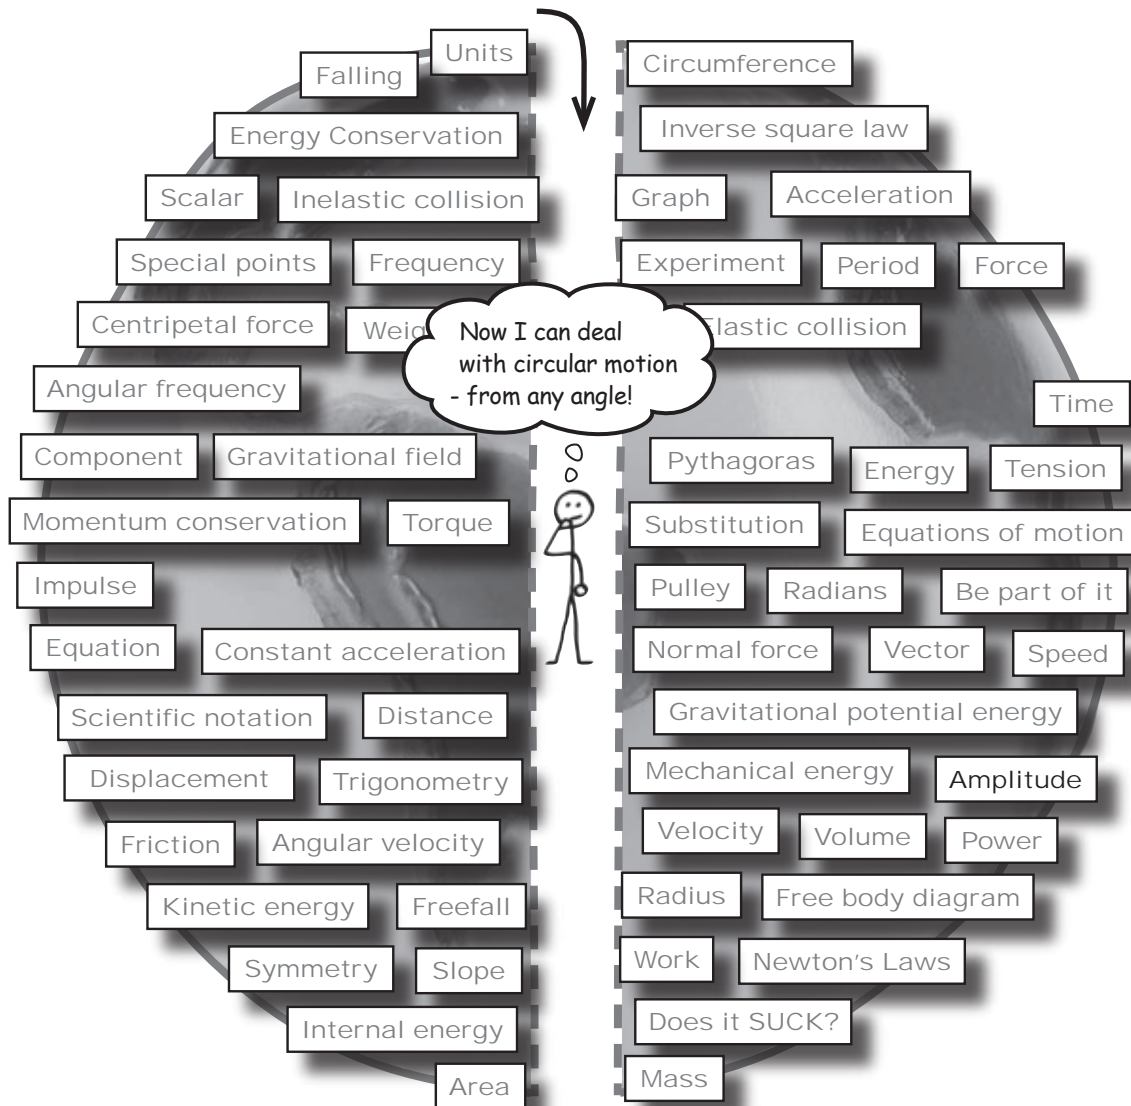 Units
Falling
Energy Conservation
Scalar
Inelastic collision
Special points
Frequency
Centripetal force
Angular frequency
Component
Gravitational field
Momentum conservation
Torque
Impulse
Equation
Constant acceleration
Scientific notation
Distance
Displacement
Trigonometry
Friction
Angular velocity
Kinetic energy
Freefall
Symmetry
Slope
Internal energy
Area
Now I can deal
with circular motion
- from any angle!
Circumference
Inverse square law
Graph
Acceleration
Experiment
Period
Force
Elastic collision
Time
Pythagoras
Energy
Tension
Substitution
Equations of motion
Pulley
Radians
Be part of it
Normal force
Vector
Speed
Gravitational potential energy
Mechanical energy
Amplitude
Velocity
Volume
Power
Radius
Free body diagram
Work
Newton's Laws
Does it SUCK?
Mass